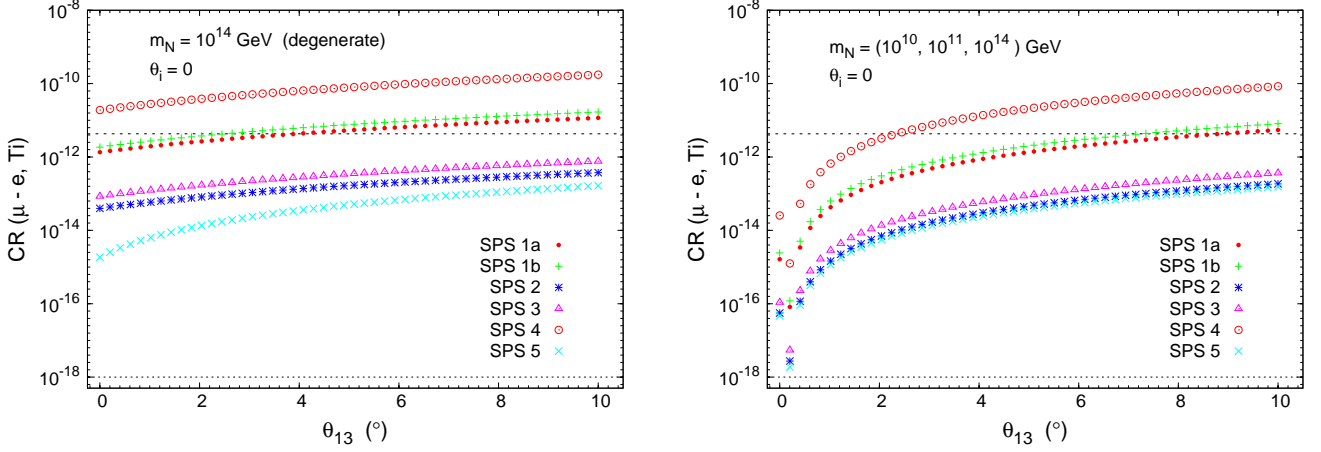 m_N = 10^14 GeV (degenerate)
θ_i = 0
CR (μ - e, Ti)
10^-8
10^-10
10^-12
10^-14
10^-16
10^-18
SPS 1a
SPS 1b
SPS 2
SPS 3
SPS 4
SPS 5
0 2 4 6 8 10
θ_13 (°)
m_N = (10^10, 10^11, 10^14 ) GeV
θ_i = 0
CR (μ - e, Ti)
10^-8
10^-10
10^-12
10^-14
10^-16
10^-18
SPS 1a
SPS 1b
SPS 2
SPS 3
SPS 4
SPS 5
0 2 4 6 8 10
θ_13 (°)